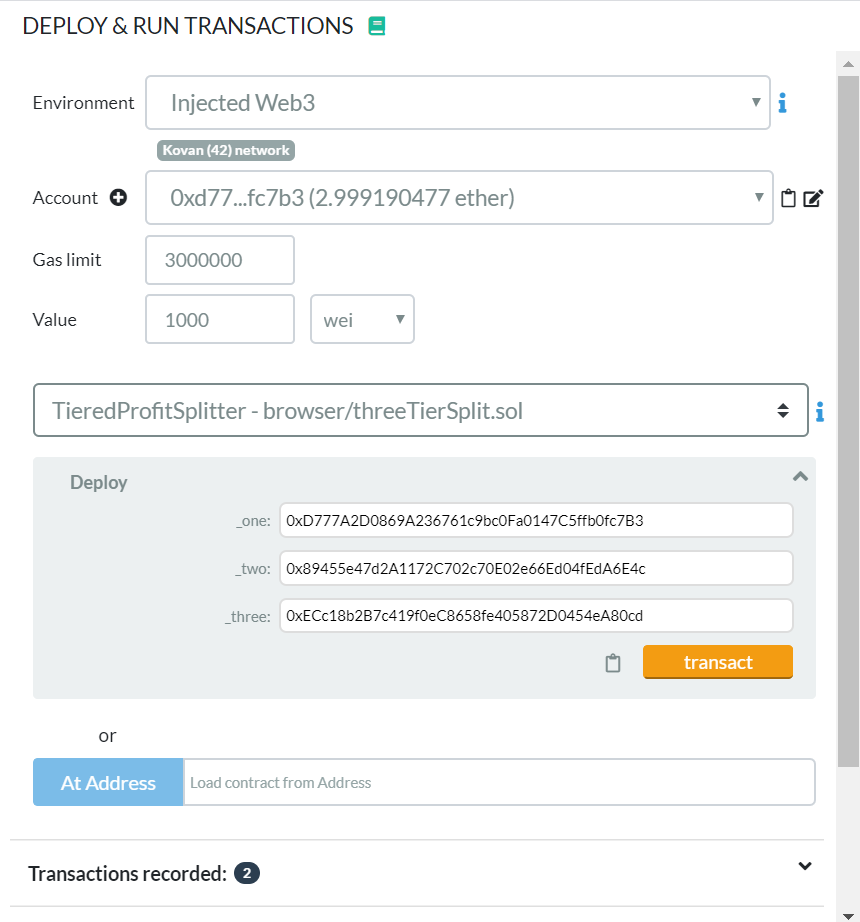 DEPLOY & RUN TRANSACTIONS
Environment Injected Web3
Kovan (42) network
Account 0xd77...fc7b3 (2.999190477 ether)
Gas limit 3000000
Value 1000 wei
TieredProfitSplitter - browser/threeTierSplit.sol
Deploy
_one: 0xD777A2D0869A236761c9bc0Fa0147C5ffb0fc7B3
_two: 0x89455e47d2A1172C702c70E02e66Ed04fEdA6E4c
_three: 0xECc18b2B7c419f0eC8658fe405872D0454eA80cd
transact
or
At Address Load contract from Address
Transactions recorded: 2